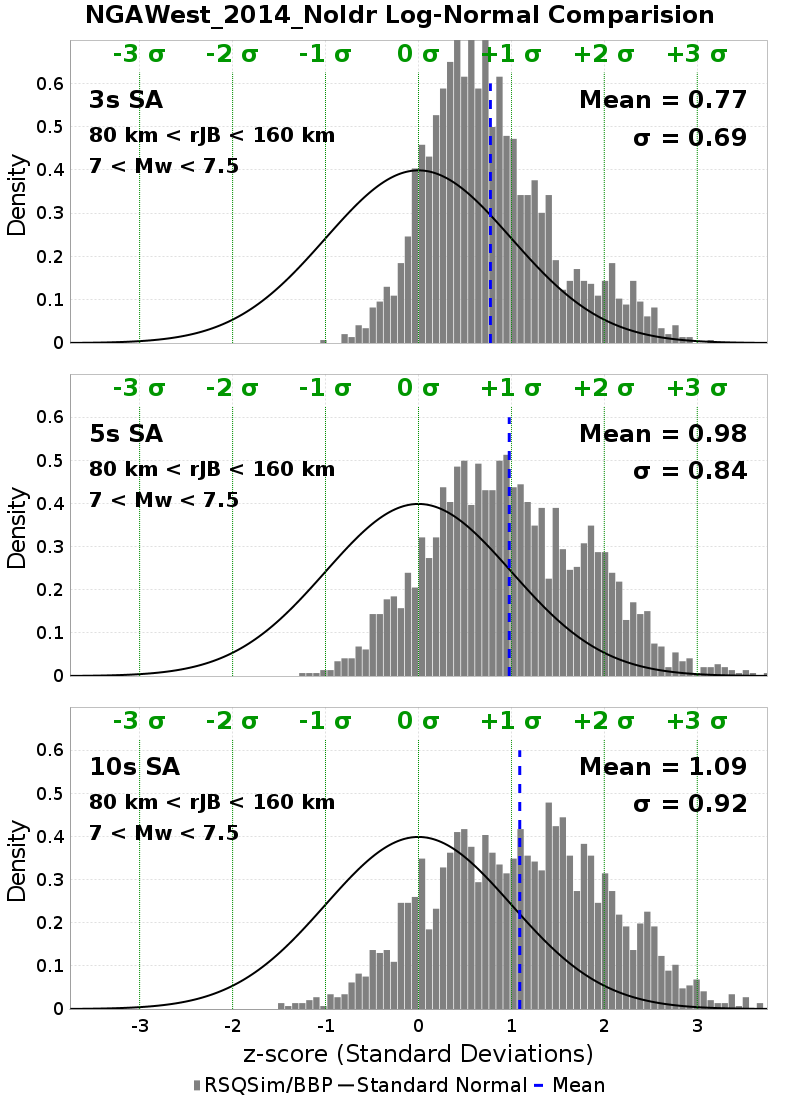 NGAWest_2014_NoIdr Log-Normal Comparision
-3 σ -2 σ -1 σ 0 σ +1 σ +2 σ +3 σ
3s SA
Mean = 0.77
80 km < rJB < 160 km
σ = 0.69
7 < Mw < 7.5
Density
0.6
0.5
0.4
0.3
0.2
0.1
0
-3 σ -2 σ -1 σ 0 σ +1 σ +2 σ +3 σ
5s SA
Mean = 0.98
80 km < rJB < 160 km
σ = 0.84
7 < Mw < 7.5
Density
0.6
0.5
0.4
0.3
0.2
0.1
0
-3 σ -2 σ -1 σ 0 σ +1 σ +2 σ +3 σ
10s SA
Mean = 1.09
80 km < rJB < 160 km
σ = 0.92
7 < Mw < 7.5
Density
0.6
0.5
0.4
0.3
0.2
0.1
0
-3 -2 -1 0 1 2 3
z-score (Standard Deviations)
RSQSim/BBP Standard Normal Mean